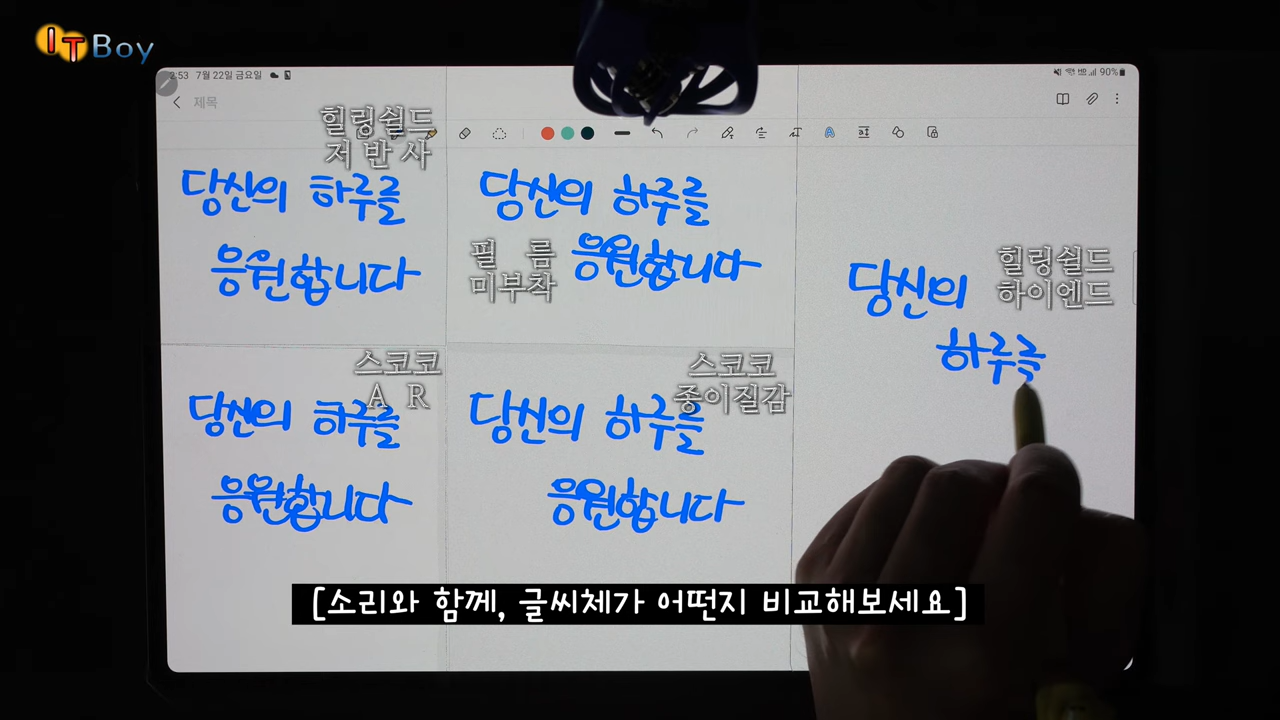 IT Boy
2:53 7월 22일 금요일
90%
제목
힐링쉴드
저반사
당신의 하루를
응원합니다
당신의 하루를
필름
미부착
응원합니다
힐링쉴드
하이엔드
당신의
하루를
스코코
AR
당신의 하루를
응원합니다
스코코
종이질감
당신의 하루를
응원합니다
[소리와 함께, 글씨체가 어떤지 비교해보세요]